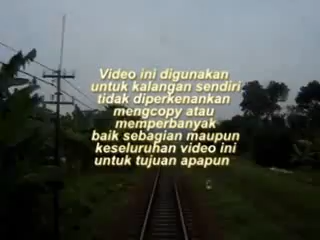 Video ini digunakan
untuk kalangan sendiri
tidak diperkenankan
mengcopy atau
memperbanyak
baik sebagian maupun
keseluruhan video ini
untuk tujuan apapun